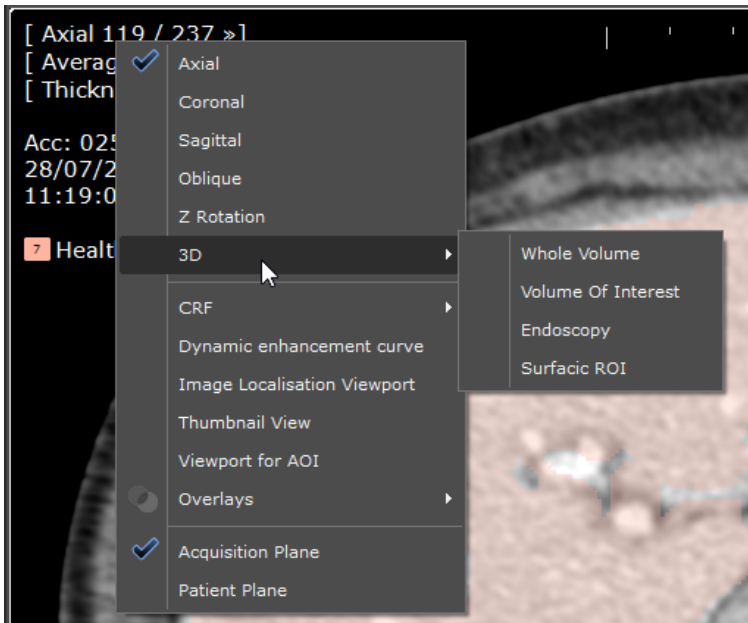 [ Axial 119 / 237 »]
[ Averag
[ Thickn
Acc: 025
28/07/2
11:19:0
7 Healt
Axial
Coronal
Sagittal
Oblique
Z Rotation
3D
CRF
Dynamic enhancement curve
Image Localisation Viewport
Thumbnail View
Viewport for AOI
Overlays
Acquisition Plane
Patient Plane
Whole Volume
Volume Of Interest
Endoscopy
Surfacic ROI